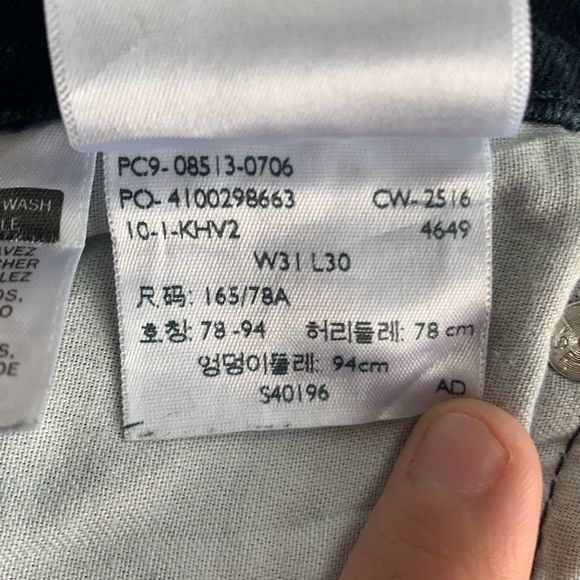 PC9-08513-0706
PO-4100298663 CW-2516
10-1-KHV2 4649
W31 L30
尺码: 165/78A
호칭: 78-94 허리둘레: 78 cm
엉덩이둘레: 94cm
S40196 AD
WASH